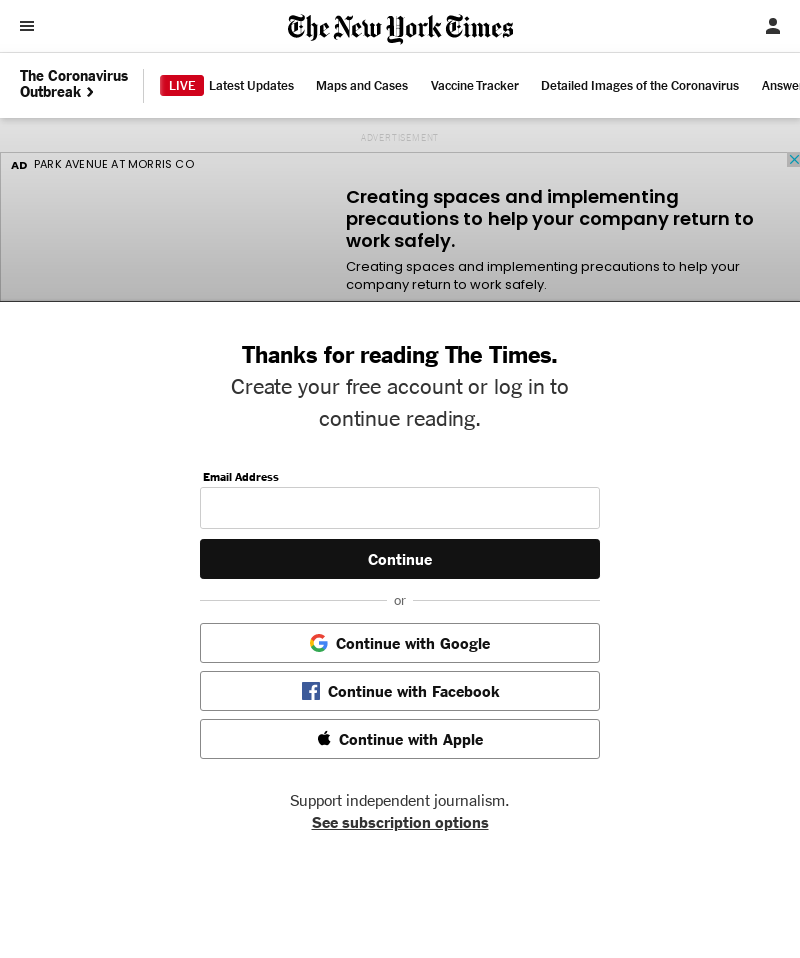 The New York Times
The Coronavirus
Outbreak
LIVE Latest Updates Maps and Cases Vaccine Tracker Detailed Images of the Coronavirus
ADVERTISEMENT
AD PARK AVENUE AT MORRIS CO
Creating spaces and implementing
precautions to help your company return to
work safely.
Creating spaces and implementing precautions to help your
company return to work safely.
Thanks for reading The Times.
Create your free account or log in to
continue reading.
Email Address
Continue
or
Continue with Google
Continue with Facebook
Continue with Apple
Support independent journalism.
See subscription options